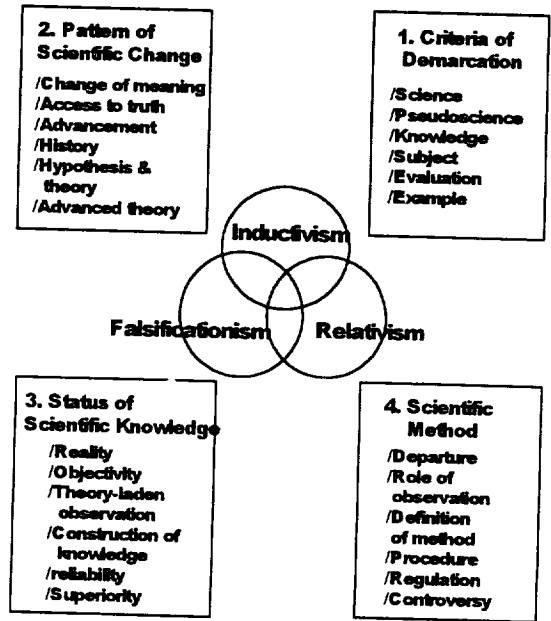 2. Pattern of
Scientific Change
/Change of meaning
/Access to truth
/Advancement
/History
/Hypothesis &
theory
/Advanced theory
1. Criteria of
Demarcation
/Science
/Pseudoscience
/Knowledge
/Subject
/Evaluation
/Example
Inductivism
Falsificationism
Relativism
3. Status of
Scientific Knowledge
/Reality
/Objectivity
/Theory-laden
observation
/Construction of
knowledge
/reliability
/Superiority
4. Scientific
Method
/Departure
/Role of
observation
/Definition
of method
/Procedure
/Regulation
/Controversy